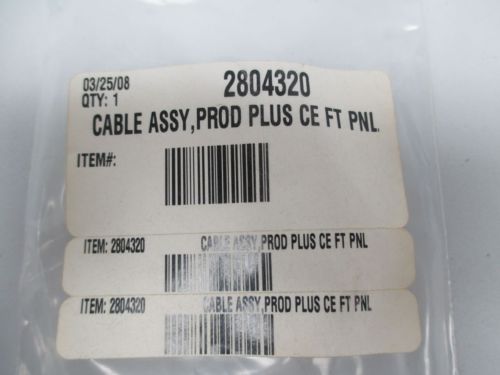 03/25/08 2804320
QTY: 1
CABLE ASSY,PROD PLUS CE FT PNL.
ITEM#:
ITEM: 2804320 CABLE ASSY,PROD PLUS CE FT PNL
ITEM: 2804320 CABLE ASSY,PROD PLUS CE FT PNL